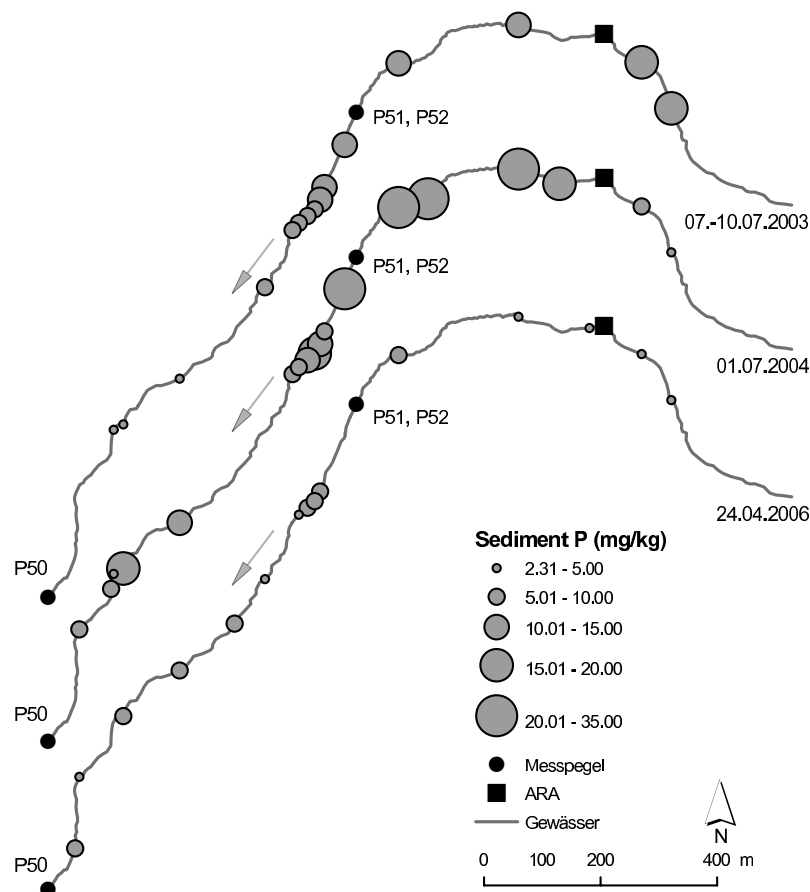 P51, P52
07.-10.07.2003
P51, P52
01.07.2004
P51, P52
24.04.2006
Sediment P (mg/kg)
P50
2.31 - 5.00
5.01 - 10.00
10.01 - 15.00
15.01 - 20.00
P50
20.01 - 35.00
Messpegel
ARA
Gewässer
N
0 100 200 400 m
P50